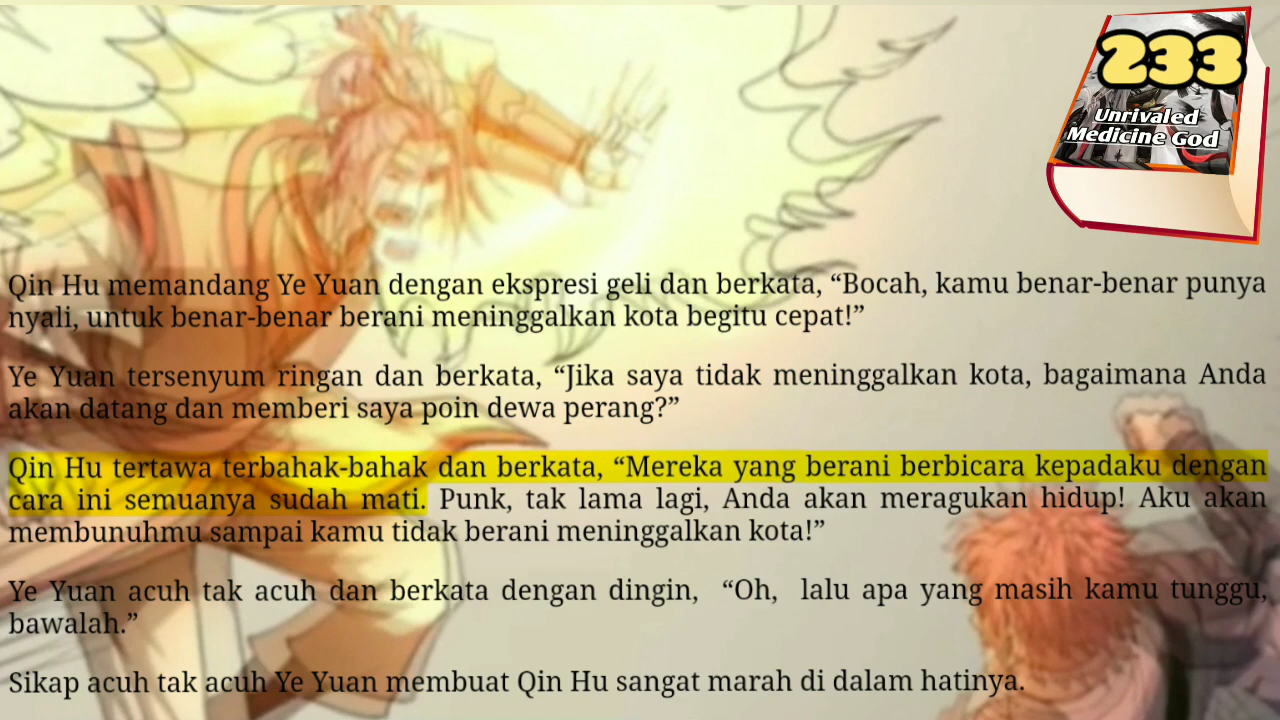 233
Unrivaled
Medicine God
Qin Hu memandang Ye Yuan dengan ekspresi geli dan berkata, “Bocah, kamu benar-benar punya
nyali, untuk benar-benar berani meninggalkan kota begitu cepat!”
Ye Yuan tersenyum ringan dan berkata, “Jika saya tidak meninggalkan kota, bagaimana Anda
akan datang dan memberi saya poin dewa perang?”
Qin Hu tertawa terbahak-bahak dan berkata, “Mereka yang berani berbicara kepadaku dengan
cara ini semuanya sudah mati. Punk, tak lama lagi, Anda akan meragukan hidup! Aku akan
membunuhmu sampai kamu tidak berani meninggalkan kota!”
Ye Yuan acuh tak acuh dan berkata dengan dingin, “Oh, lalu apa yang masih kamu tunggu,
bawalah.”
Sikap acuh tak acuh Ye Yuan membuat Qin Hu sangat marah di dalam hatinya.